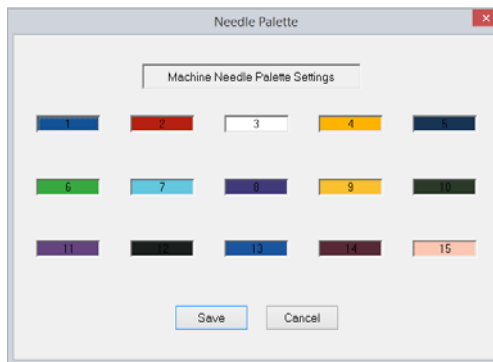 Needle Palette
Machine Needle Palette Settings
1 2 3 4 5
6 7 8 9 10
11 12 13 14 15
Save Cancel